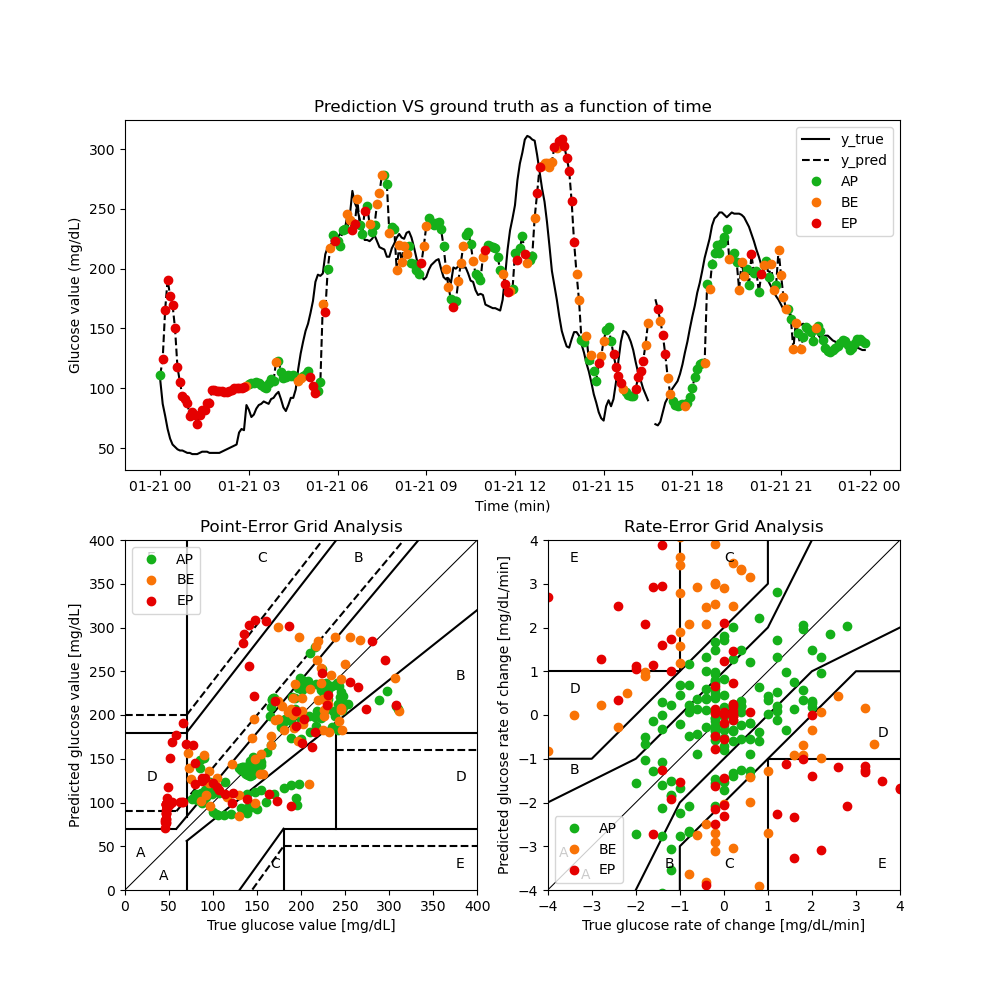 Prediction VS ground truth as a function of time
Glucose value (mg/dL)
300
250
200
150
100
50
y_true
y_pred
AP
BE
EP
01-21 00 01-21 03 01-21 06 01-21 09 01-21 12 01-21 15 01-21 18 01-21 21 01-22 00
Time (min)
Point-Error Grid Analysis
Predicted glucose value [mg/dL]
400
350
300
250
200
150
100
50
0
AP
BE
EP
C
B
B
D
D
A
A
C
E
0 50 100 150 200 250 300 350 400
True glucose value [mg/dL]
Rate-Error Grid Analysis
Predicted glucose rate of change [mg/dL/min]
4
3
2
1
0
−1
−2
−3
−4
E
C
D
D
B
A
A
B
C
E
AP
BE
EP
−4 −3 −2 −1 0 1 2 3 4
True glucose rate of change [mg/dL/min]